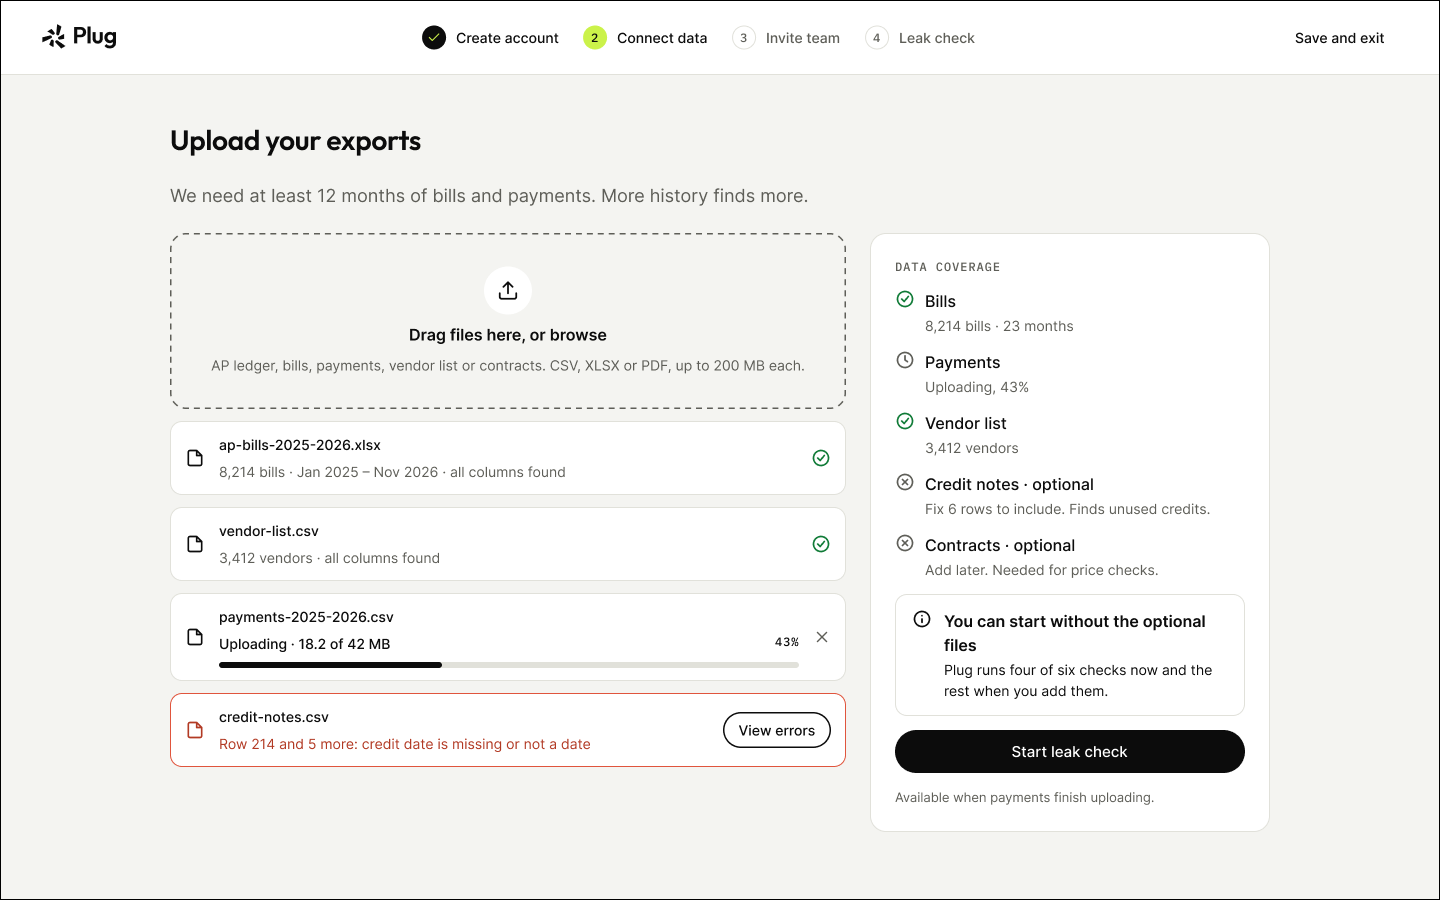 Plug
Create account
2 Connect data
3 Invite team
4 Leak check
Save and exit
Upload your exports
We need at least 12 months of bills and payments. More history finds more.
Drag files here, or browse
AP ledger, bills, payments, vendor list or contracts. CSV, XLSX or PDF, up to 200 MB each.
ap-bills-2025-2026.xlsx
8,214 bills · Jan 2025 – Nov 2026 · all columns found
vendor-list.csv
3,412 vendors · all columns found
payments-2025-2026.csv
Uploading · 18.2 of 42 MB
43%
credit-notes.csv
Row 214 and 5 more: credit date is missing or not a date
View errors
DATA COVERAGE
Bills
8,214 bills · 23 months
Payments
Uploading, 43%
Vendor list
3,412 vendors
Credit notes · optional
Fix 6 rows to include. Finds unused credits.
Contracts · optional
Add later. Needed for price checks.
You can start without the optional
files
Plug runs four of six checks now and the
rest when you add them.
Start leak check
Available when payments finish uploading.